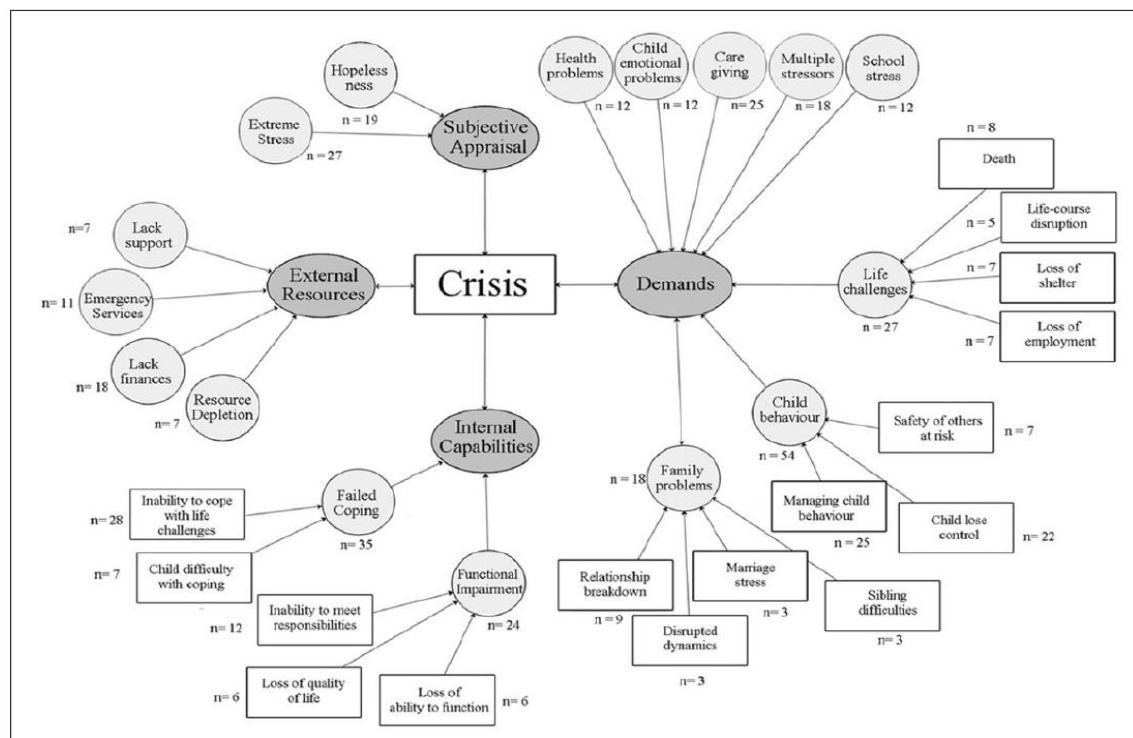 Hopeless
ness
n = 19
Extreme
Stress
n = 27
Subjective
Appraisal
Health
problems
n = 12
Child
emotional
problems
n = 12
Care
giving
n= 25
Multiple
stressors
n = 18
School
stress
n = 12
n = 8
Death
n = 5
Life-course
disruption
n = 7
Loss of
shelter
n = 7
Loss of
employment
Life
challenges
n = 27
Demands
Crisis
External
Resources
n=7
Lack
support
n= 11
Emergency
Services
n= 18
Lack
finances
n= 7
Resource
Depletion
Internal
Capabilities
Failed
Coping
n= 35
n= 28
Inability to cope
with life
challenges
n= 7
Child difficulty
with coping
Functional
Impairment
n= 24
n= 12
Inability to meet
responsibilities
n= 6
Loss of quality
of life
Loss of
ability to function
n= 6
Child
behaviour
n = 54
Safety of others
at risk
n = 7
Child lose
control
n= 22
Managing child
behaviour
n = 25
n= 18
Family
problems
Relationship
breakdown
n= 9
Disrupted
dynamics
n= 3
Marriage
stress
n= 3
Sibling
difficulties
n= 3